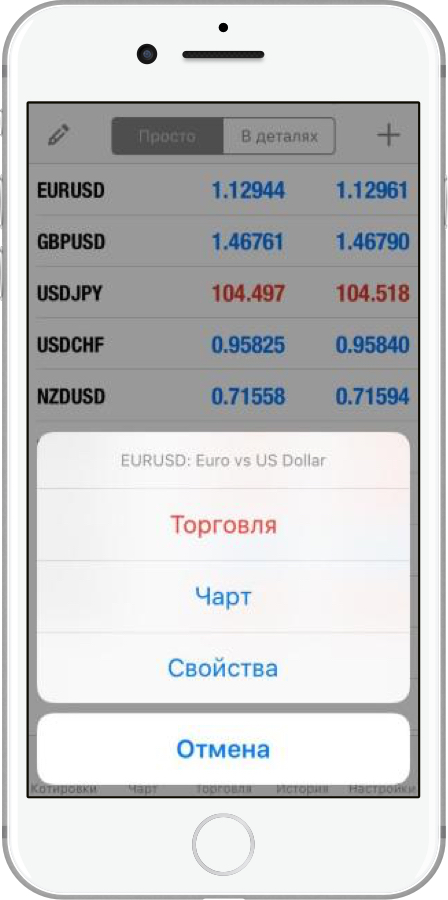 Просто В деталях
EURUSD 1.12944 1.12961
GBPUSD 1.46761 1.46790
USDJPY 104.497 104.518
USDCHF 0.95825 0.95840
NZDUSD 0.71558 0.71594
EURUSD: Euro vs US Dollar
Торговля
Чарт
Свойства
Отмена
Котировки Чарт Торговля История Настройки